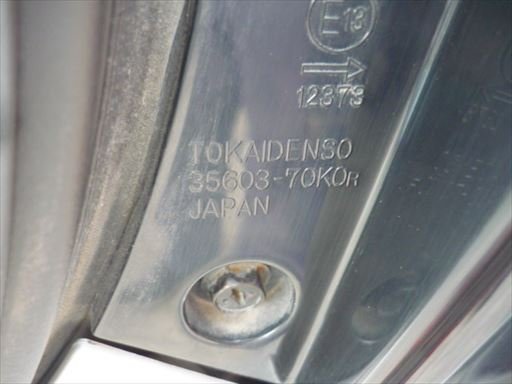 E13
12373
TOKAIDENSO
35603-70K0R
JAPAN